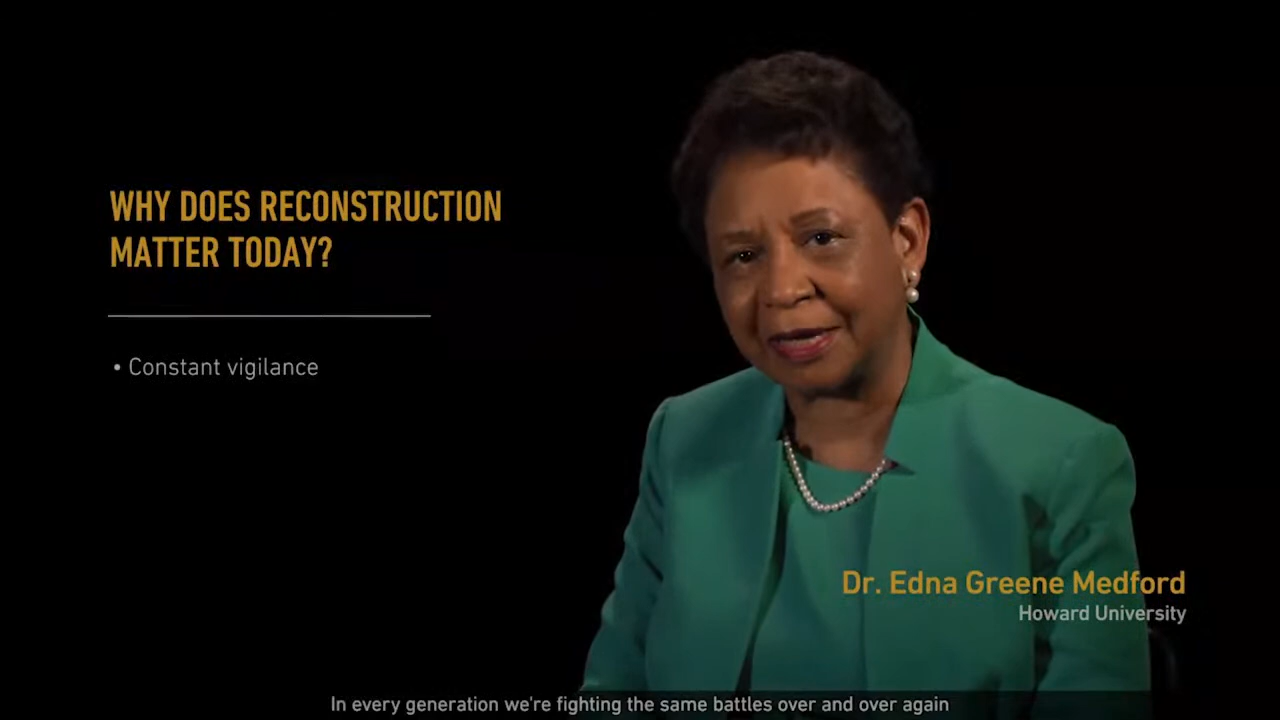 WHY DOES RECONSTRUCTION
MATTER TODAY?
• Constant vigilance
Dr. Edna Greene Medford
Howard University
In every generation we're fighting the same battles over and over again